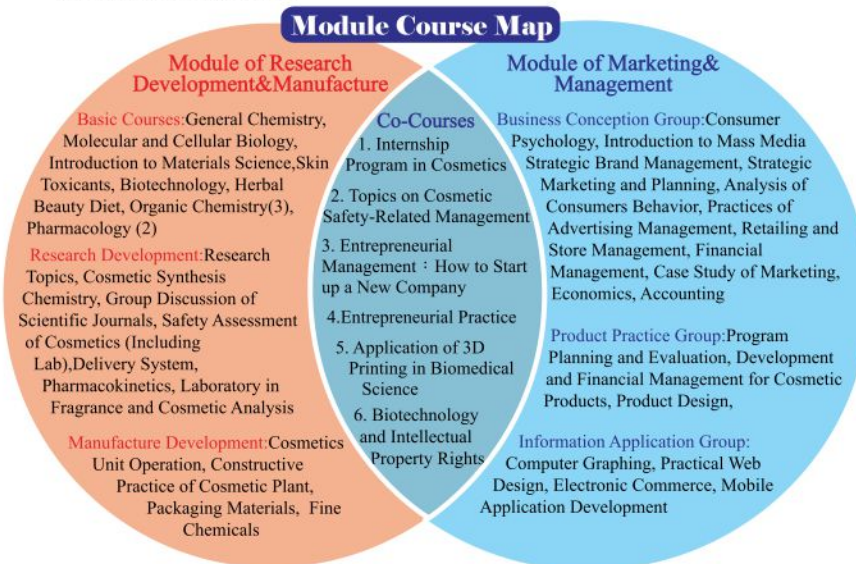 Module Course Map
Module of Research
Development&Manufacture
Basic Courses:General Chemistry,
Molecular and Cellular Biology,
Introduction to Materials Science,Skin
Toxicants, Biotechnology, Herbal
Beauty Diet, Organic Chemistry(3),
Pharmacology (2)
Research Development:Research
Topics, Cosmetic Synthesis
Chemistry, Group Discussion of
Scientific Journals, Safety Assessment
of Cosmetics (Including
Lab),Delivery System,
Pharmacokinetics, Laboratory in
Fragrance and Cosmetic Analysis
Manufacture Development:Cosmetics
Unit Operation, Constructive
Practice of Cosmetic Plant,
Packaging Materials, Fine
Chemicals
Co-Courses
1. Internship
Program in Cosmetics
2. Topics on Cosmetic
Safety-Related Management
3. Entrepreneurial
Management：How to Start
up a New Company
4.Entrepreneurial Practice
5. Application of 3D
Printing in Biomedical
Science
6. Biotechnology
and Intellectual
Property Rights
Module of Marketing&
Management
Business Conception Group:Consumer
Psychology, Introduction to Mass Media
Strategic Brand Management, Strategic
Marketing and Planning, Analysis of
Consumers Behavior, Practices of
Advertising Management, Retailing and
Store Management, Financial
Management, Case Study of Marketing,
Economics, Accounting
Product Practice Group:Program
Planning and Evaluation, Development
and Financial Management for Cosmetic
Products, Product Design,
Information Application Group:
Computer Graphing, Practical Web
Design, Electronic Commerce, Mobile
Application Development